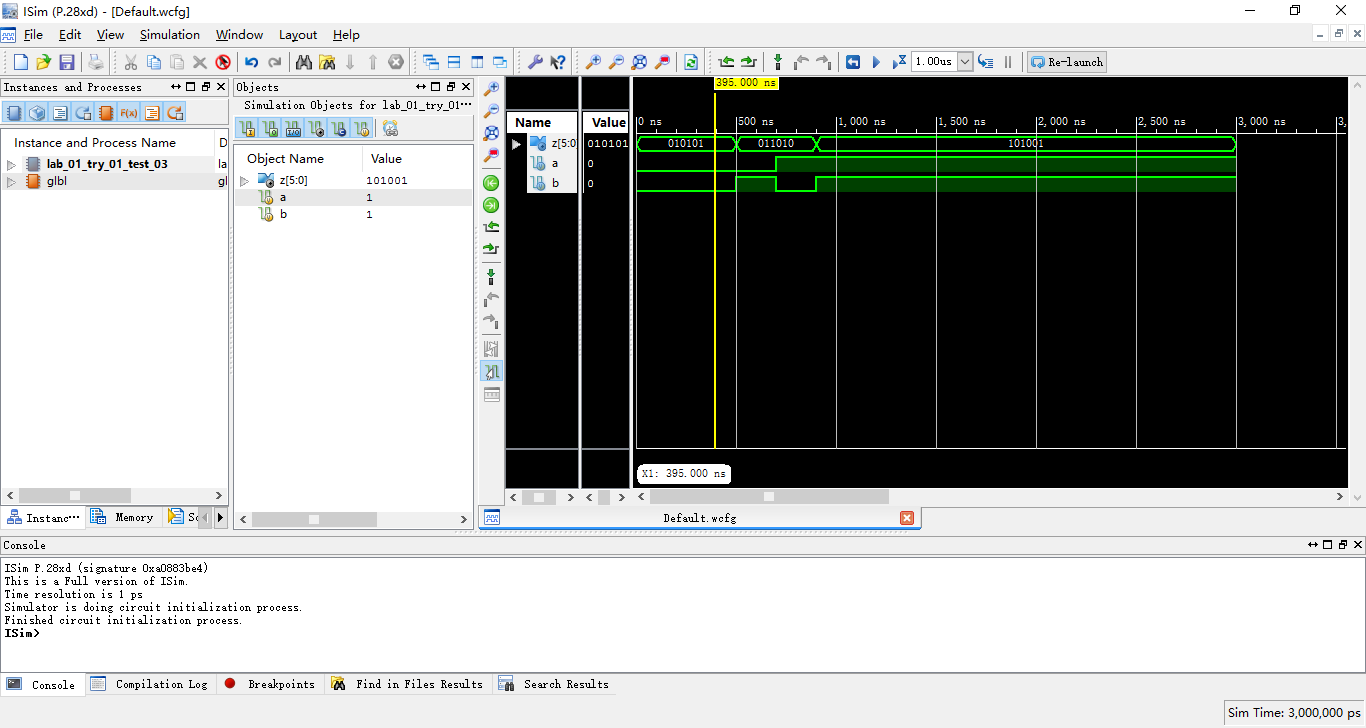 ISim (P.28xd) - [Default.wcfg]
File Edit View Simulation Window Layout Help
1.00us
Re-launch
Instances and Processes
Instance and Process Name
D
lab_01_try_01_test_03
la
glbl
gl
Instanc···
Memory
Objects
Simulation Objects for lab_01_try_01···
Object Name
Value
z[5:0]
101001
a
1
b
1
395.000 ns
Name
Value
0 ns
500 ns
1,000 ns
1,500 ns
2,000 ns
2,500 ns
3,000 ns
3,
z[5:0
010101
010101
011010
101001
a
0
b
0
X1: 395.000 ns
Default.wcfg
Console
ISim P.28xd (signature 0xa0883be4)
This is a Full version of ISim.
Time resolution is 1 ps
Simulator is doing circuit initialization process.
Finished circuit initialization process.
ISim>
Console
Compilation Log
Breakpoints
Find in Files Results
Search Results
Sim Time: 3,000,000 ps